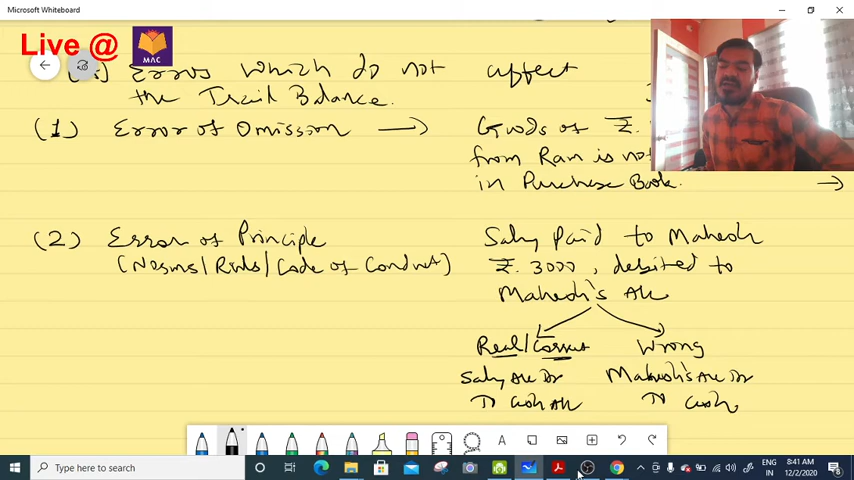 Microsoft Whiteboard
Live @
MAC
Errors which do not affect
the Trail Balance.
(1) Error of Omission → Goods of ₹.
from Ram is not
in Purchase Book. →
(2) Error of Principle Salary paid to Mahesh
(Norms/Rules/Code of Conduct) ₹. 3000, debited to
Mahesh's A/c
Real/Correct Wrong
Salary A/c Dr Mahesh's A/c Dr
To Cash A/c To Cash
Type here to search
ENG
IN
8:41 AM
12/2/2020